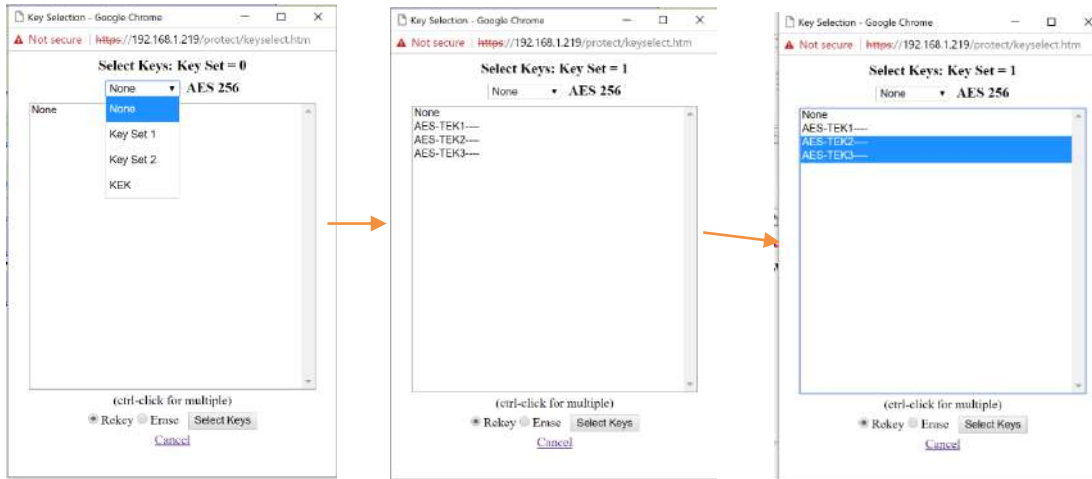 Key Selection - Google Chrome
Not secure | https://192.168.1.219/protect/keyselect.htm
Select Keys: Key Set = 0
None AES 256
None
None
Key Set 1
Key Set 2
KEK
(ctrl-click for multiple)
Rekey Erase Select Keys
Cancel
Key Selection - Google Chrome
Not secure | https://192.168.1.219/protect/keyselect.htm
Select Keys: Key Set = 1
None AES 256
None
AES-TEK1----
AES-TEK2----
AES-TEK3----
(ctrl-click for multiple)
Rekey Erase Select Keys
Cancel
Key Selection - Google Chrome
Not secure | https://192.168.1.219/protect/keyselect.htm
Select Keys: Key Set = 1
None AES 256
None
AES-TEK1----
AES-TEK2----
AES-TEK3----
(ctrl-click for multiple)
Rekey Erase Select Keys
Cancel